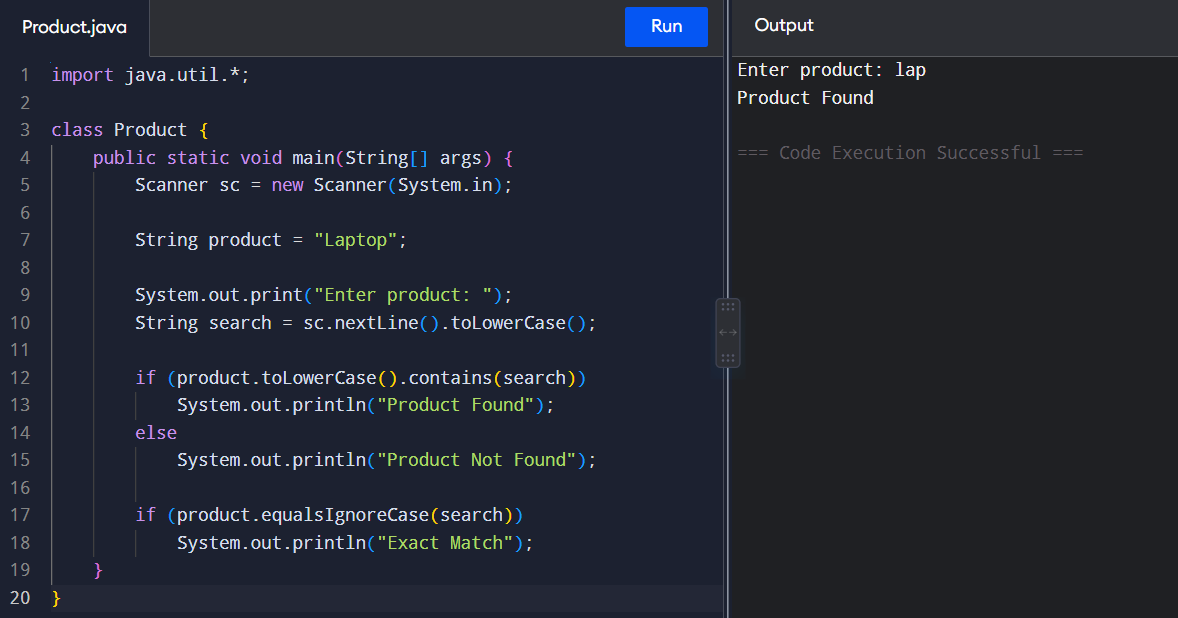 Product.java
Run
Output
1 import java.util.*;
2
3 class Product {
4     public static void main(String[] args) {
5         Scanner sc = new Scanner(System.in);
6
7         String product = "Laptop";
8
9         System.out.print("Enter product: ");
10         String search = sc.nextLine().toLowerCase();
11
12         if (product.toLowerCase().contains(search))
13             System.out.println("Product Found");
14         else
15             System.out.println("Product Not Found");
16
17         if (product.equalsIgnoreCase(search))
18             System.out.println("Exact Match");
19     }
20 }
Enter product: lap
Product Found
=== Code Execution Successful ===